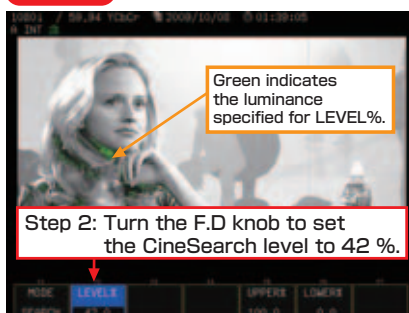 1080i / 59.94 YCbCr 2009/10/08 01:39:05
A INT
Green indicates
the luminance
specified for LEVEL%.
Step 2: Turn the F.D knob to set
the CineSearch level to 42 %.
MODE LEVEL% UPPER% LOWER%
SEARCH 42.0 100.0 0.0